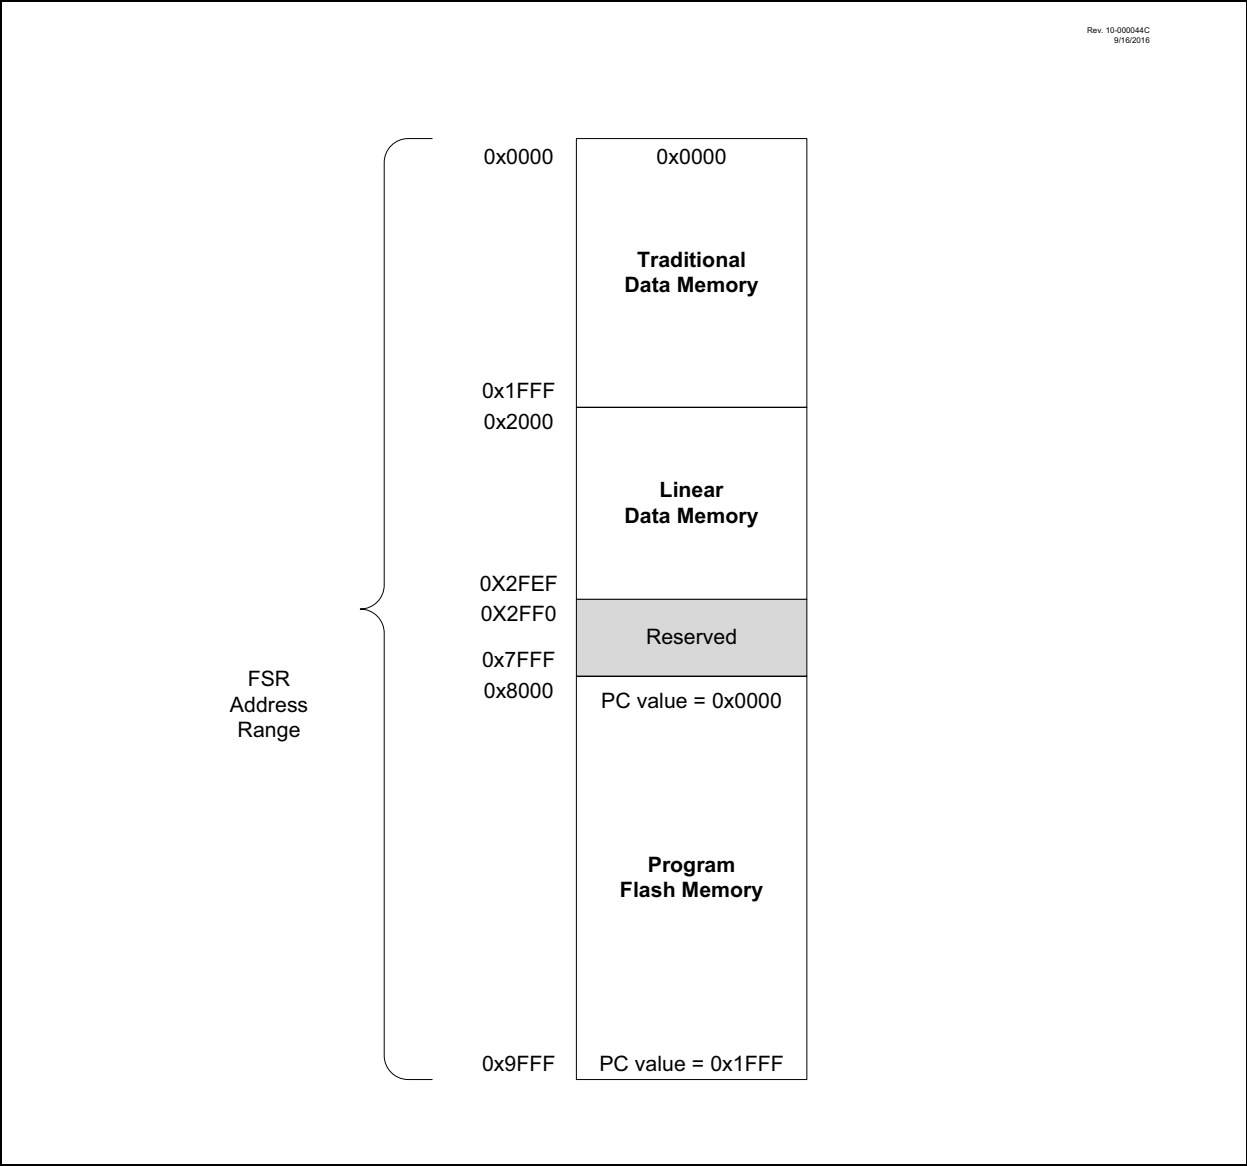 Rev. 10-000044C
9/16/2016
0x0000
0x0000
Traditional
Data Memory
0x1FFF
0x2000
Linear
Data Memory
0X2FEF
0X2FF0
Reserved
0x7FFF
0x8000
PC value = 0x0000
FSR
Address
Range
Program
Flash Memory
0x9FFF
PC value = 0x1FFF